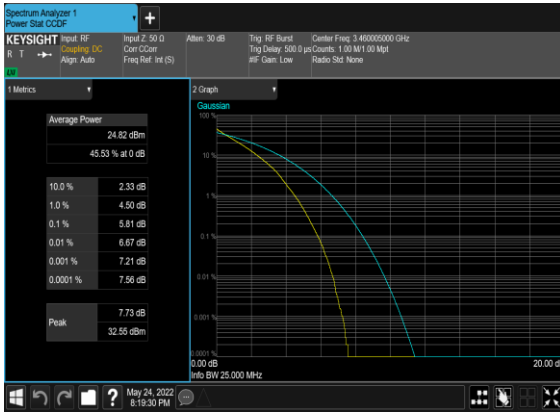 Spectrum Analyzer 1
Power Stat CCDF
+
KEYSIGHT
R T
LXI
Input: RF
Coupling: DC
Align: Auto
Input Z: 50 Ω
Corr CCorr
Freq Ref: Int (S)
Atten: 30 dB
Trig: RF Burst
Trig Delay: 500.0 µs
#IF Gain: Low
Center Freq: 3.460005000 GHz
Counts: 1.00 M/1.00 Mpt
Radio Std: None
1 Metrics
Average Power
24.82 dBm
45.53 % at 0 dB
10.0 % 2.33 dB
1.0 % 4.50 dB
0.1 % 5.81 dB
0.01 % 6.67 dB
0.001 % 7.21 dB
0.0001 % 7.56 dB
Peak
7.73 dB
32.55 dBm
2 Graph
Gaussian
100 %
10 %
1 %
0.1 %
0.01 %
0.001 %
0.0001 %
0.00 dB
20.00 d
Info BW 25.000 MHz
?
May 24, 2022
8:19:30 PM